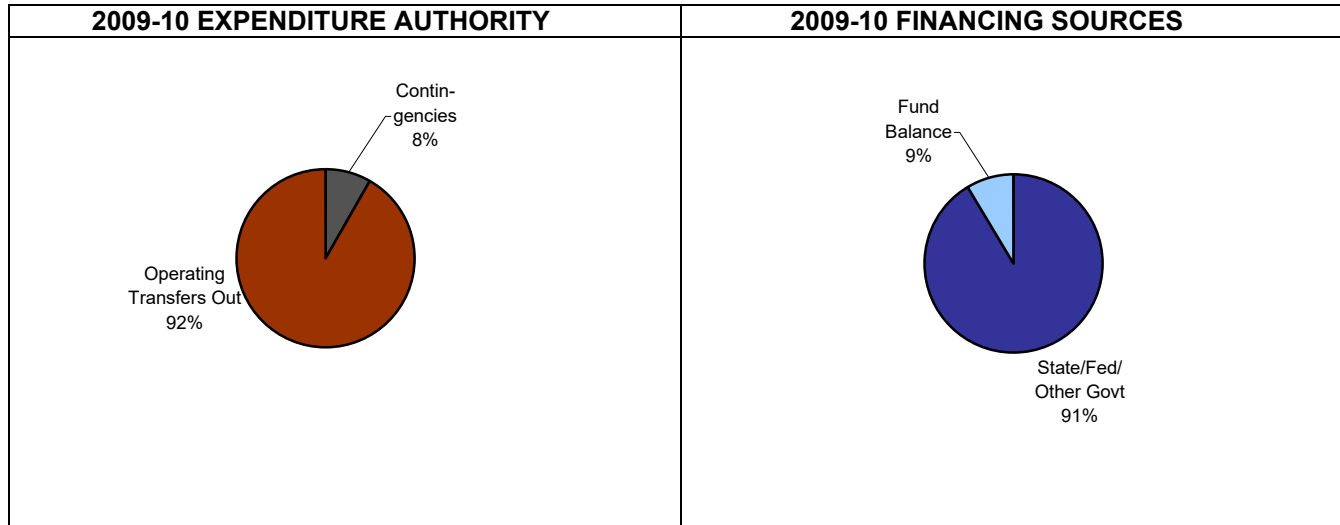 2009-10 EXPENDITURE AUTHORITY
Contin-
gencies
8%
Operating
Transfers Out
92%
2009-10 FINANCING SOURCES
Fund
Balance
9%
State/Fed/
Other Govt
91%